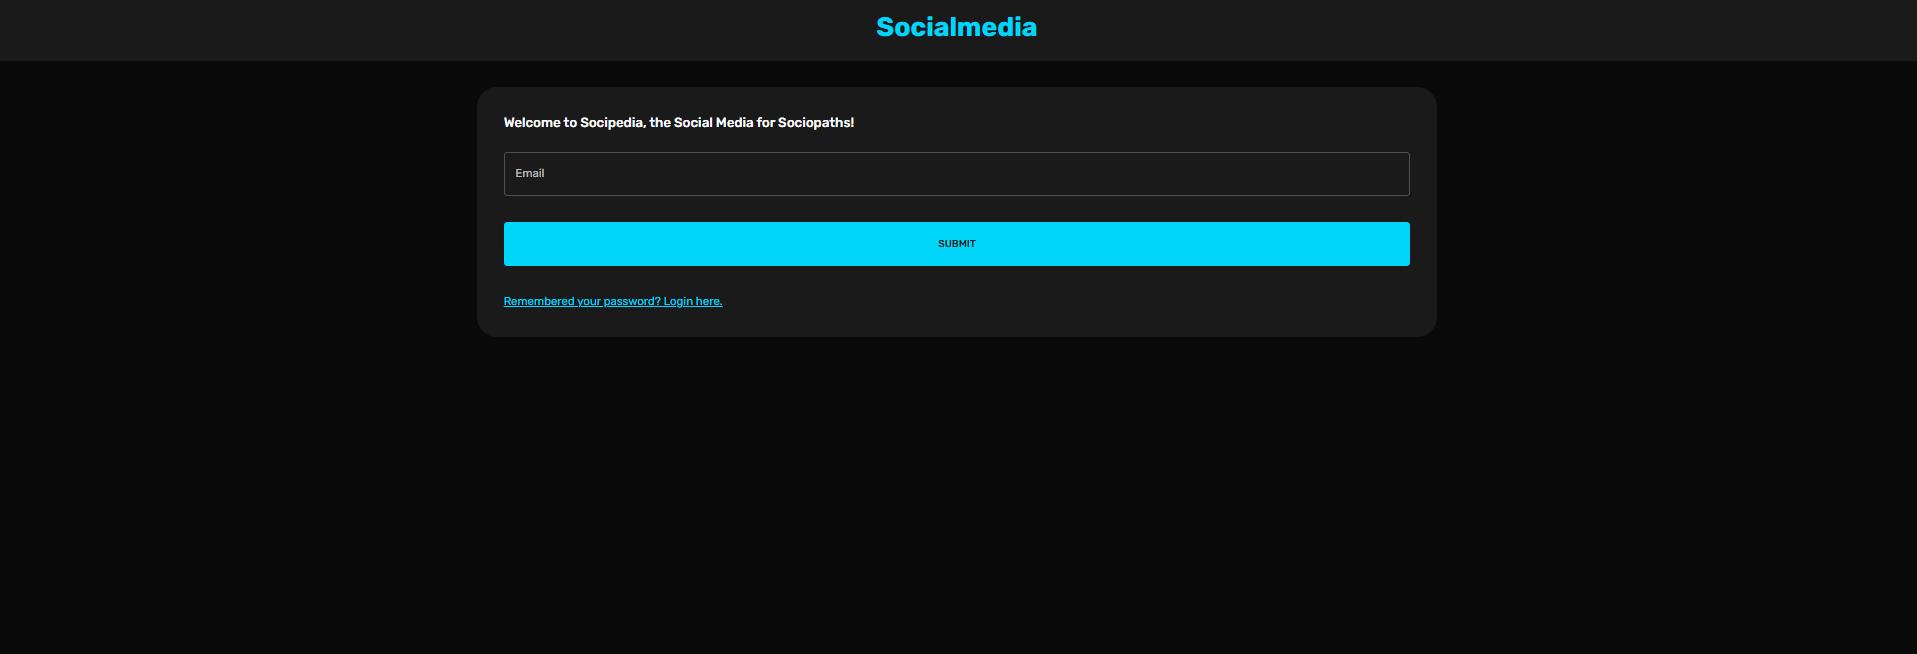 Socialmedia
Welcome to Socipedia, the Social Media for Sociopaths!
Email
SUBMIT
Remembered your password? Login here.